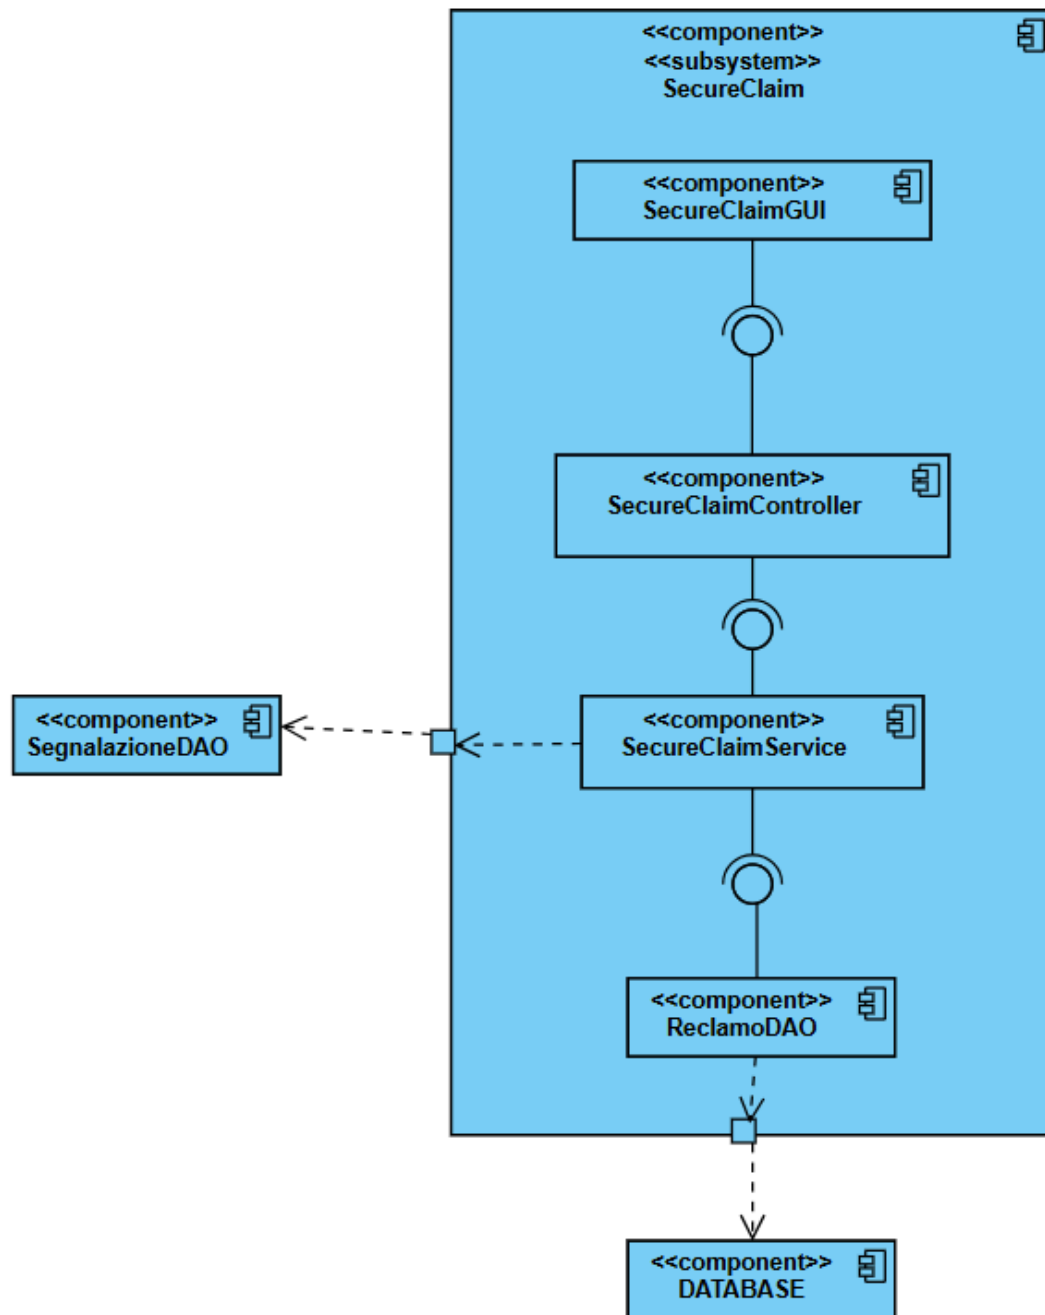 <<component>>
<<subsystem>>
SecureClaim
<<component>>
SecureClaimGUI
<<component>>
SecureClaimController
<<component>>
SegnalazioneDAO
<<component>>
SecureClaimService
<<component>>
ReclamoDAO
<<component>>
DATABASE